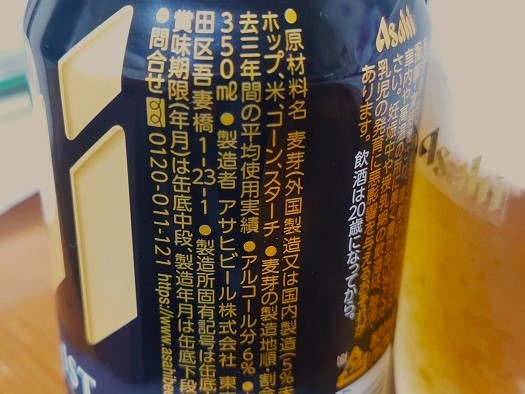 Asahi
乳児の発育に悪影響を与えるおそれが
あります。 飲酒は20歳になってから。
●原材料名 麦芽(外国製造又は国内製造(5%未
ホップ、米、コーン、スターチ ●麦芽の製造地順・割合
去三年間の平均使用実績 ●アルコール分 6% ●
350ml ●製造者 アサヒビール株式会社 東
田区吾妻橋1-23-1 ●製造所固有記号は缶底
賞味期限(年月)は缶底中段、製造年月は缶底下段
●問合せ 0120-011-121 https://www.asahibe
Asahi